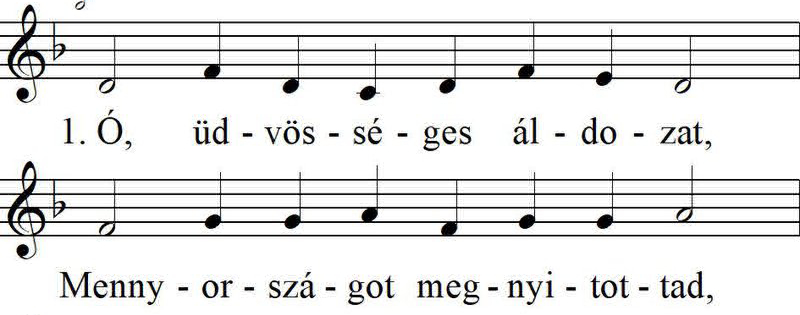 1. Ó, üd - vös - sé - ges ál - do - zat,
Menny - or - szá - got meg - nyi - tot - tad,